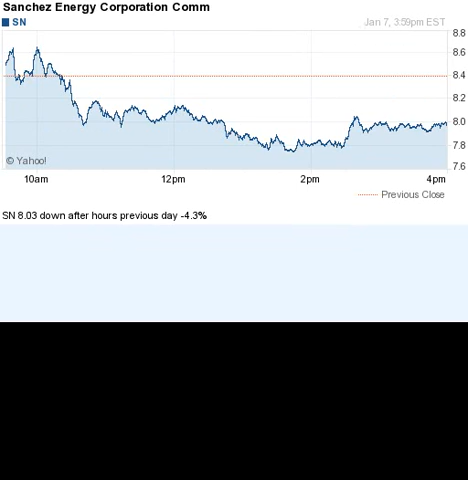 Sanchez Energy Corporation Comm
SN
Jan 7, 3:59pm EST
8.8
8.6
8.4
8.2
8.0
7.8
7.6
© Yahoo!
10am 12pm 2pm 4pm
Previous Close
SN 8.03 down after hours previous day -4.3%